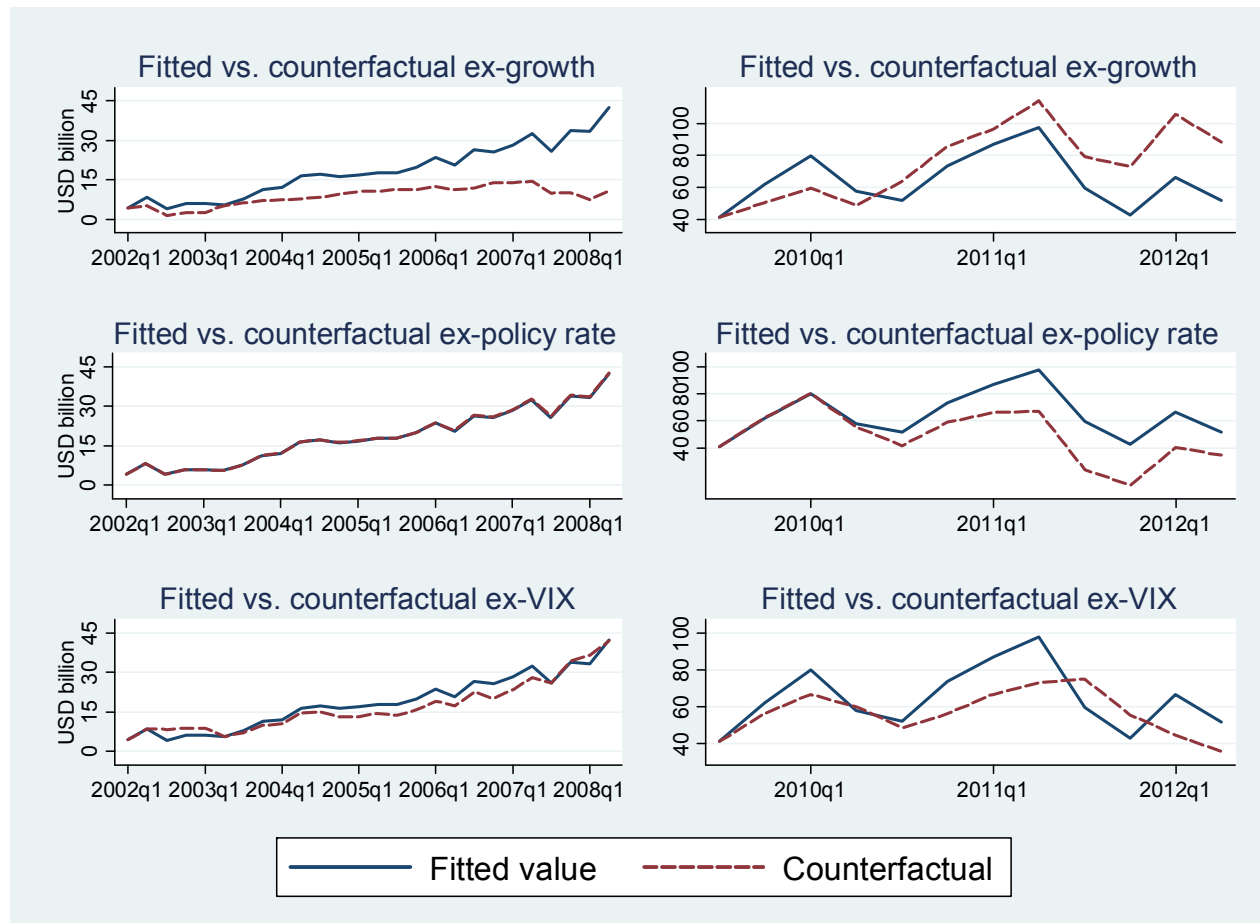 Fitted vs. counterfactual ex-growth
USD billion
45
30
15
0
2002q1 2003q1 2004q1 2005q1 2006q1 2007q1 2008q1
Fitted vs. counterfactual ex-growth
100
80
60
40
2010q1 2011q1 2012q1
Fitted vs. counterfactual ex-policy rate
USD billion
45
30
15
0
2002q1 2003q1 2004q1 2005q1 2006q1 2007q1 2008q1
Fitted vs. counterfactual ex-policy rate
100
80
60
40
2010q1 2011q1 2012q1
Fitted vs. counterfactual ex-VIX
USD billion
45
30
15
0
2002q1 2003q1 2004q1 2005q1 2006q1 2007q1 2008q1
Fitted vs. counterfactual ex-VIX
100
80
60
40
2010q1 2011q1 2012q1
Fitted value Counterfactual